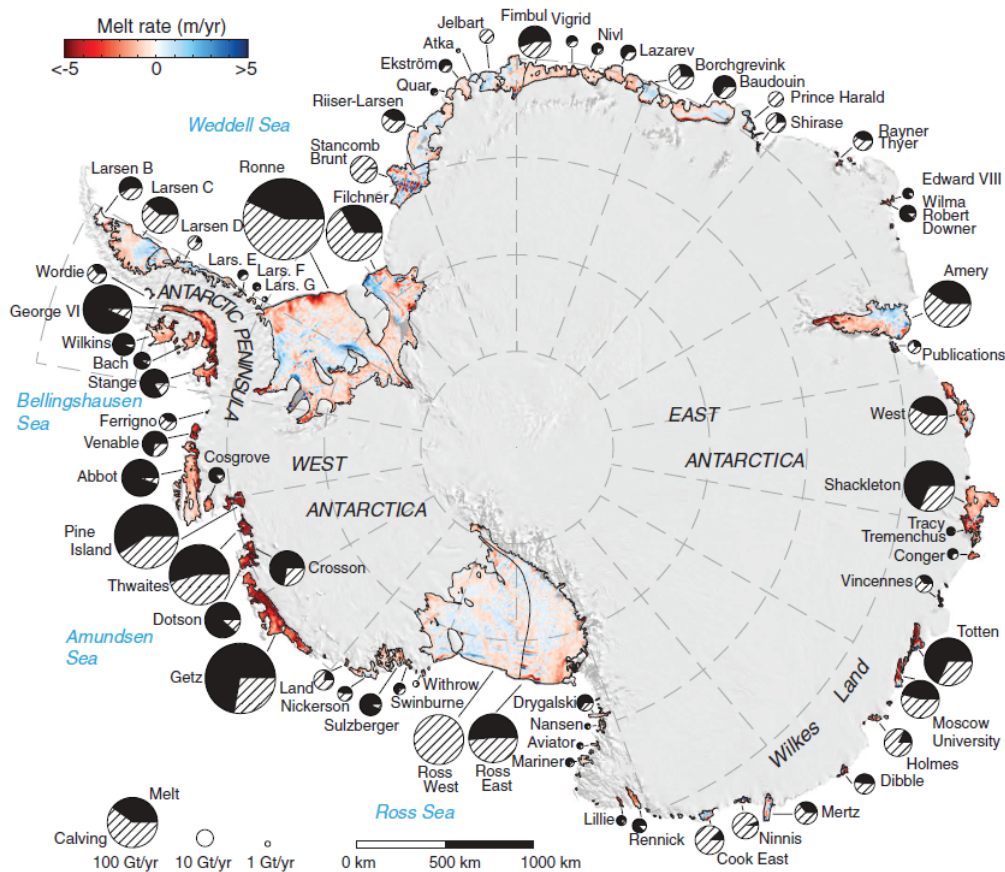 Melt rate (m/yr)
<-5 0 >5
Weddell Sea
Jelbart
Fimbul
Vigrid
Atka
Nivl
Ekström
Lazarev
Quar
Borchgrevink
Baudouin
Riiser-Larsen
Prince Harald
Shirase
Stancomb
Brunt
Rayner
Thyer
Edward VIII
Wilma
Robert
Downer
Larsen B
Larsen C
Ronne
Filchner
Larsen D
Lars. E
Lars. F
Lars. G
Wordie
ANTARCTIC PENINSULA
George VI
Wilkins
Bach
Stange
Amery
Publications
Bellingshausen
Sea
Ferrigno
Venable
Abbot
Cosgrove
WEST
ANTARCTICA
EAST
ANTARCTICA
West
Shackleton
Tracy
Tremenchus
Conger
Vincennes
Pine
Island
Thwaites
Crosson
Dotson
Amundsen
Sea
Getz
Totten
Moscow
University
Wilkes Land
Holmes
Dibble
Land
Nickerson
Sulzberger
Swinburne
Withrow
Ross
West
Ross
East
Drygalski
Nansen
Aviator
Mariner
Ross Sea
Lillie
Rennick
Cook East
Ninnis
Mertz
Melt
Calving
100 Gt/yr 10 Gt/yr 1 Gt/yr
0 km 500 km 1000 km